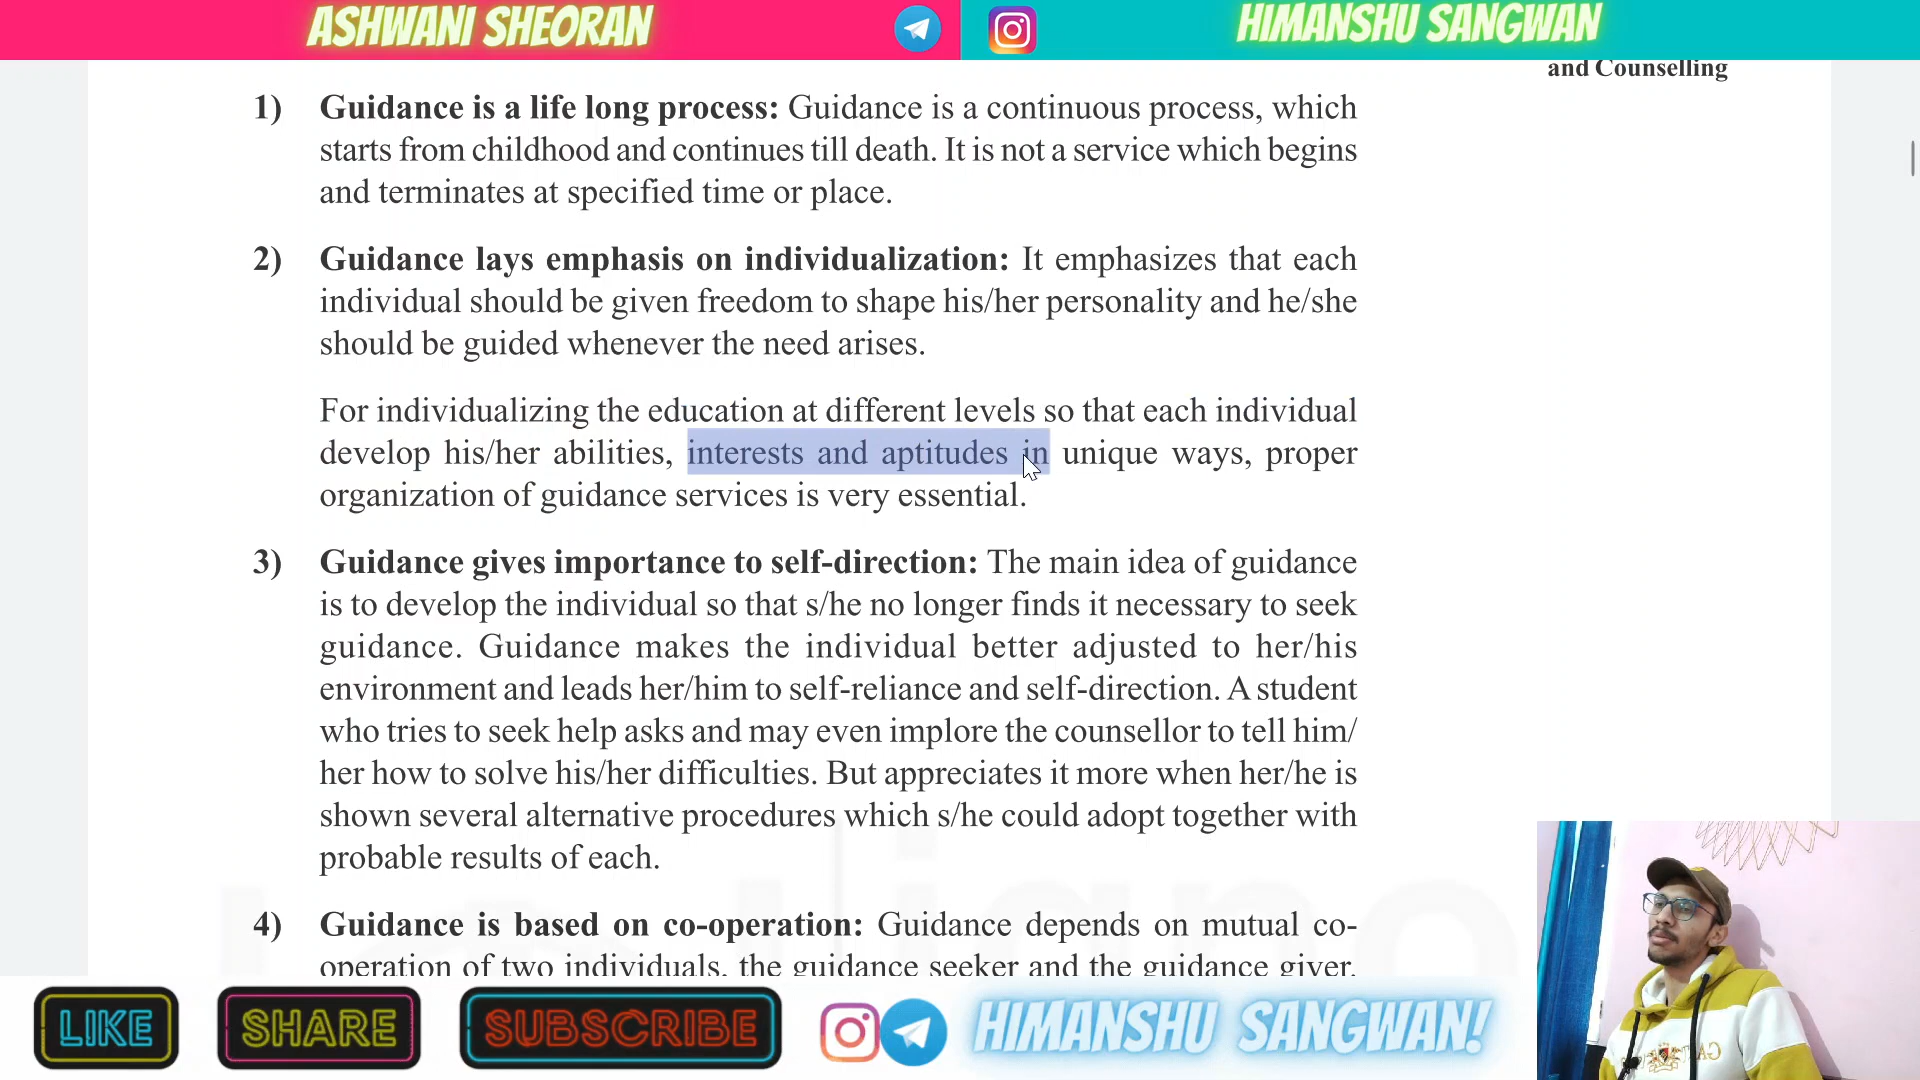 ASHWANI SHEORAN
HIMANSHU SANGWAN
and Counselling
1) Guidance is a life long process: Guidance is a continuous process, which
starts from childhood and continues till death. It is not a service which begins
and terminates at specified time or place.
2) Guidance lays emphasis on individualization: It emphasizes that each
individual should be given freedom to shape his/her personality and he/she
should be guided whenever the need arises.
For individualizing the education at different levels so that each individual
develop his/her abilities, interests and aptitudes in unique ways, proper
organization of guidance services is very essential.
3) Guidance gives importance to self-direction: The main idea of guidance
is to develop the individual so that s/he no longer finds it necessary to seek
guidance. Guidance makes the individual better adjusted to her/his
environment and leads her/him to self-reliance and self-direction. A student
who tries to seek help asks and may even implore the counsellor to tell him/
her how to solve his/her difficulties. But appreciates it more when her/he is
shown several alternative procedures which s/he could adopt together with
probable results of each.
4) Guidance is based on co-operation: Guidance depends on mutual co-
operation of two individuals, the guidance seeker and the guidance giver.
LIKE
SHARE
SUBSCRIBE
HIMANSHU SANGWAN!